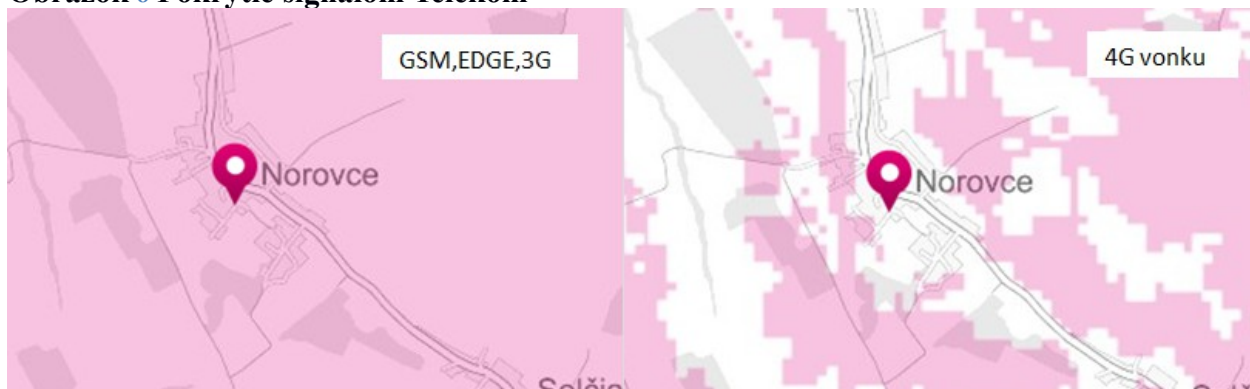 Obrázok 6 Pokrytie signálom Telekom
GSM,EDGE,3G
4G vonku
Norovce
Norovce